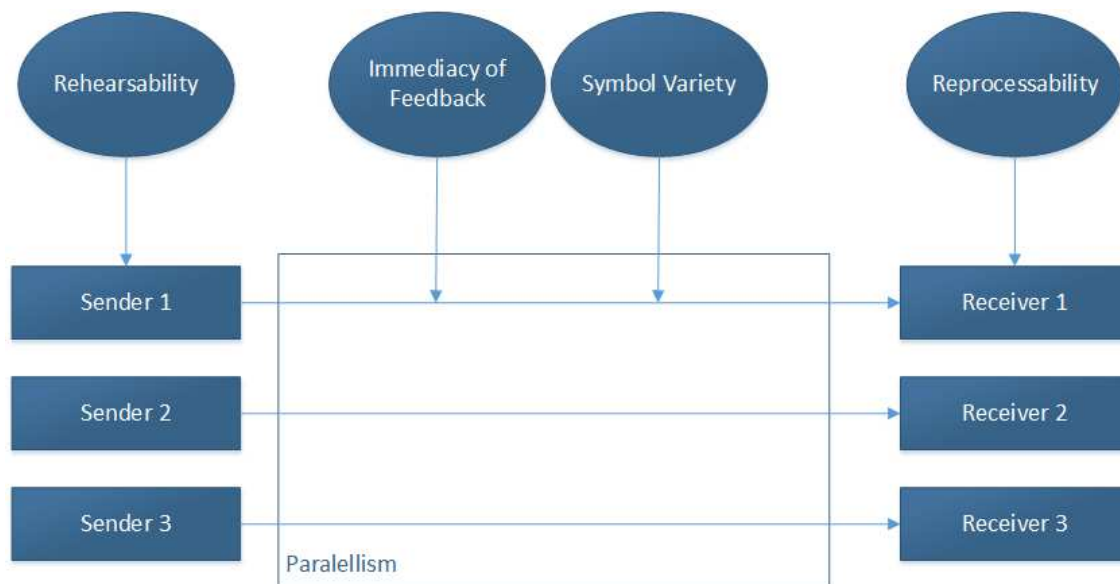 Rehearsability
Immediacy of
Feedback
Symbol Variety
Reprocessability
Sender 1
Receiver 1
Sender 2
Receiver 2
Sender 3
Receiver 3
Paralellism